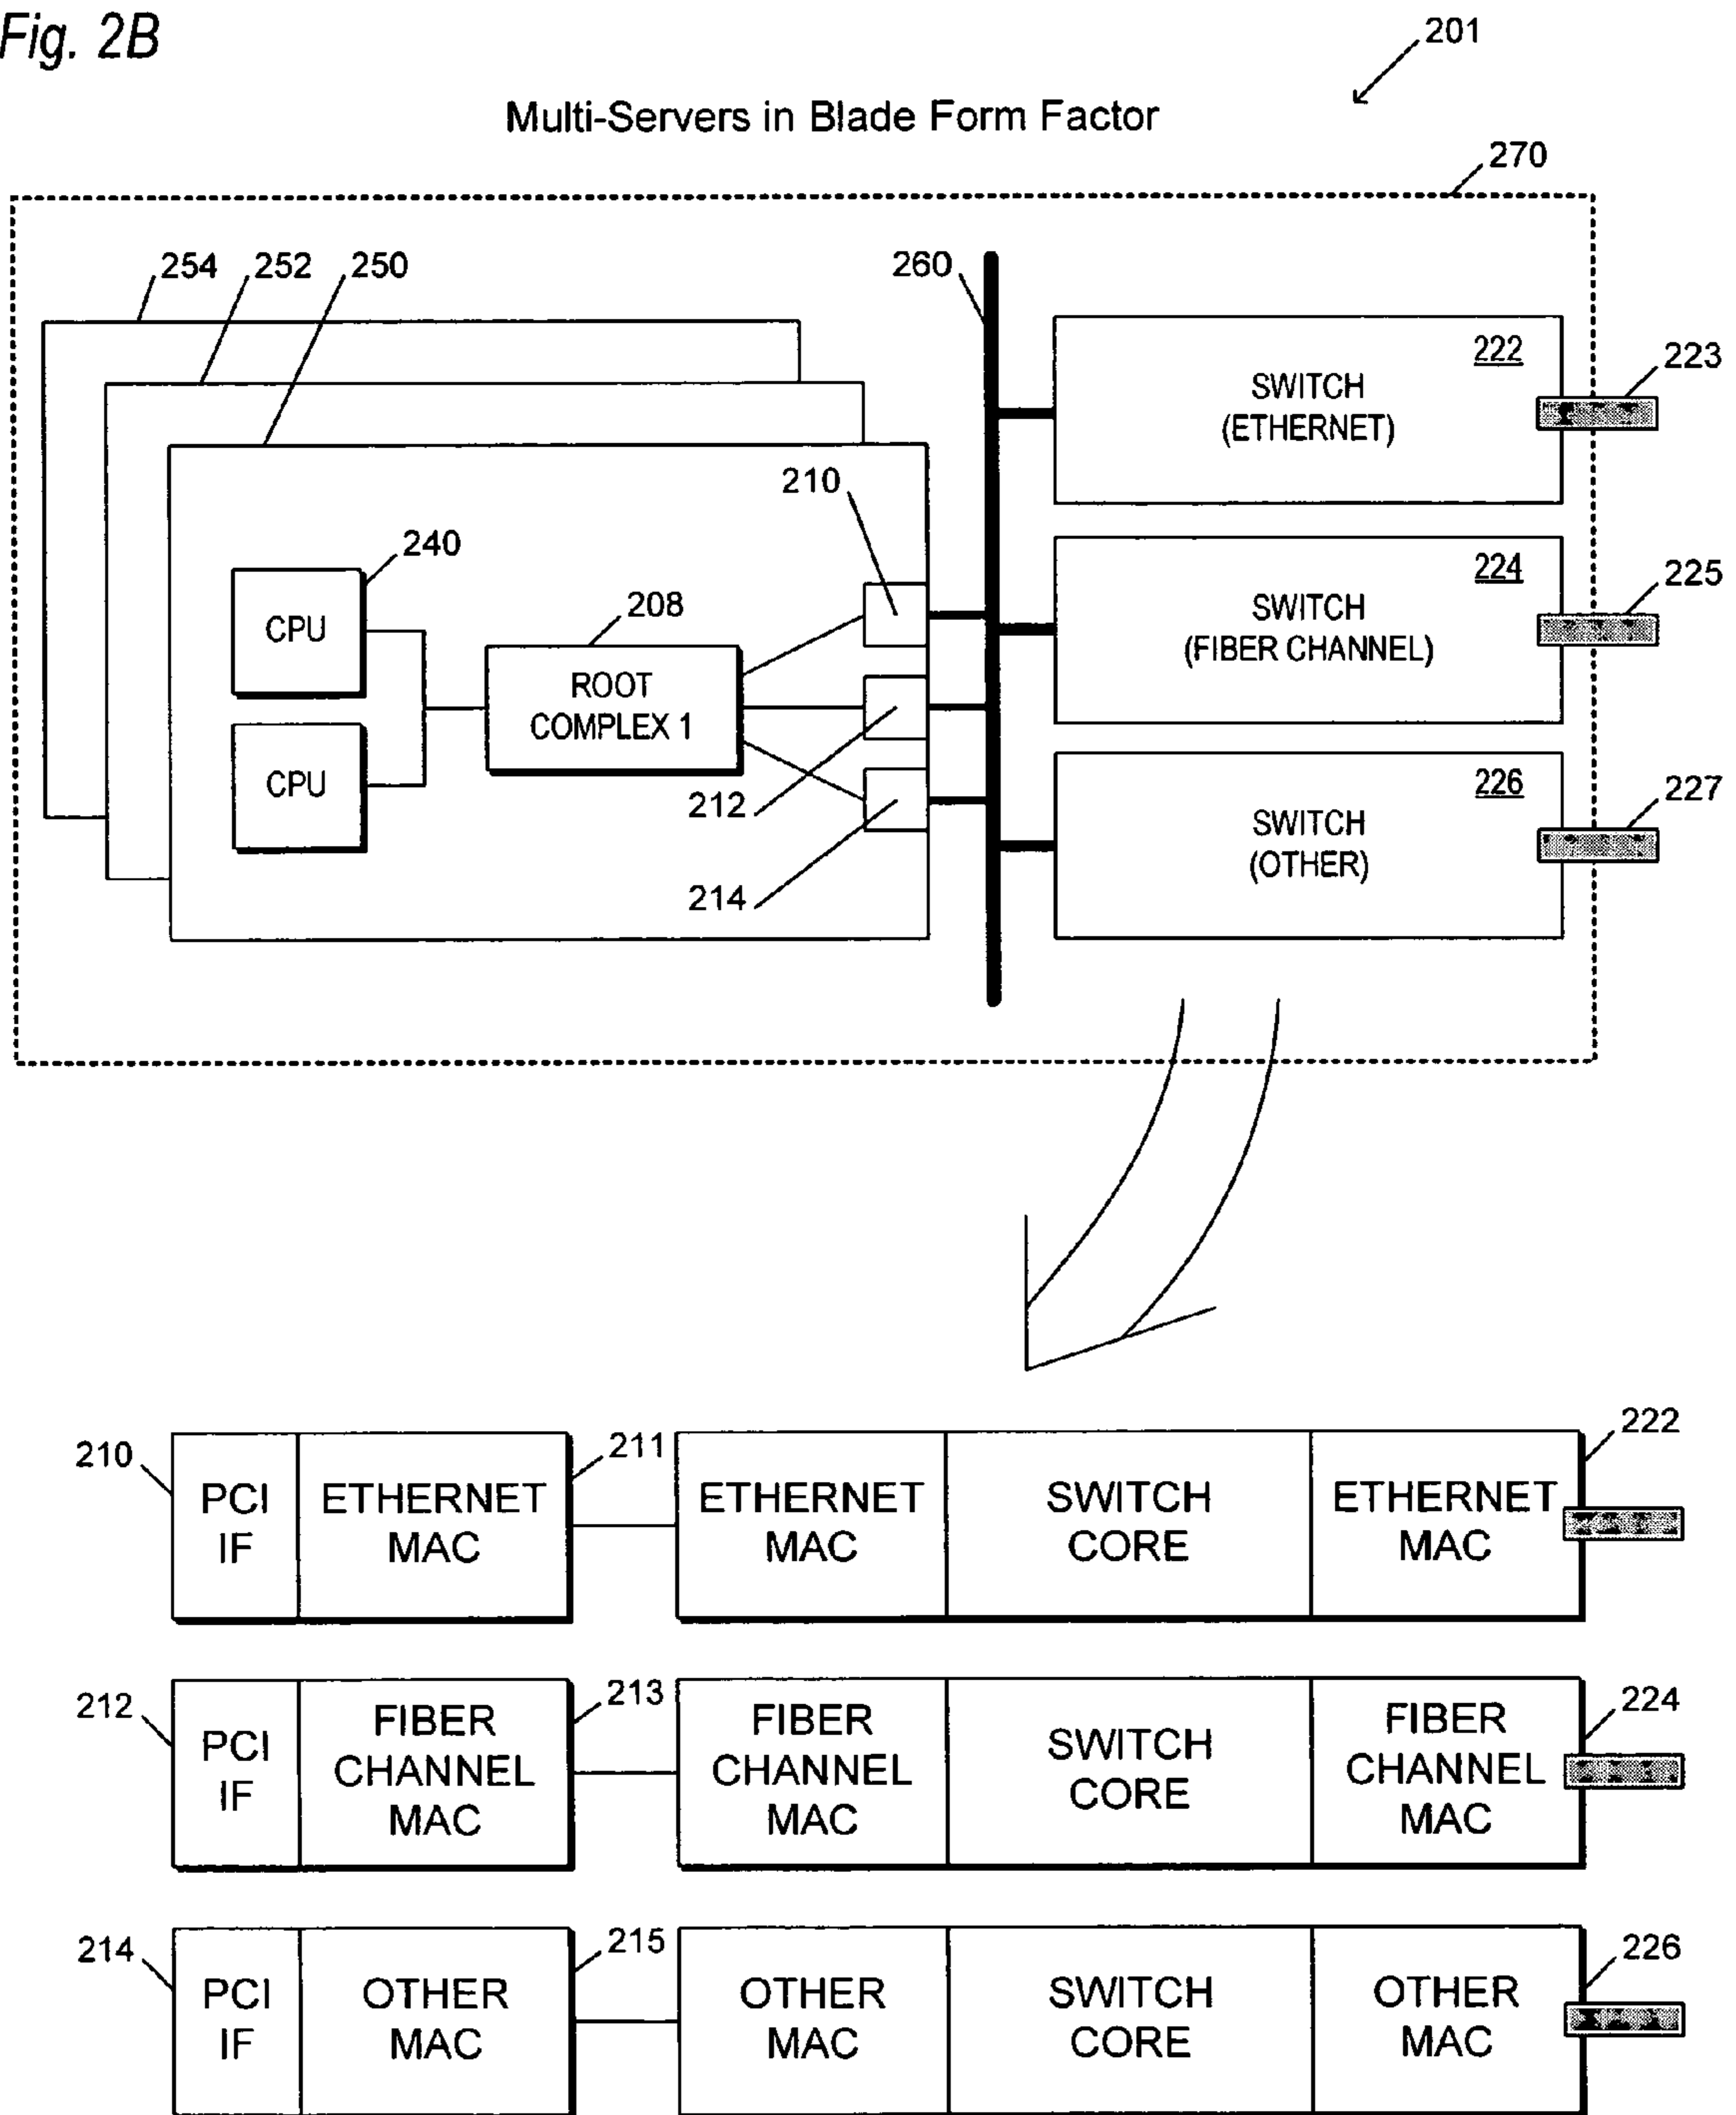 Fig. 2B
201
Multi-Servers in Blade Form Factor
270
254
252
250
260
222
SWITCH
(ETHERNET)
223
210
240
CPU
208
ROOT
COMPLEX 1
CPU
212
214
224
SWITCH
(FIBER CHANNEL)
225
226
SWITCH
(OTHER)
227
210
PCI
IF
ETHERNET
MAC
211
ETHERNET
MAC
SWITCH
CORE
ETHERNET
MAC
222
212
PCI
IF
FIBER
CHANNEL
MAC
213
FIBER
CHANNEL
MAC
SWITCH
CORE
FIBER
CHANNEL
MAC
224
214
PCI
IF
OTHER
MAC
215
OTHER
MAC
SWITCH
CORE
OTHER
MAC
226